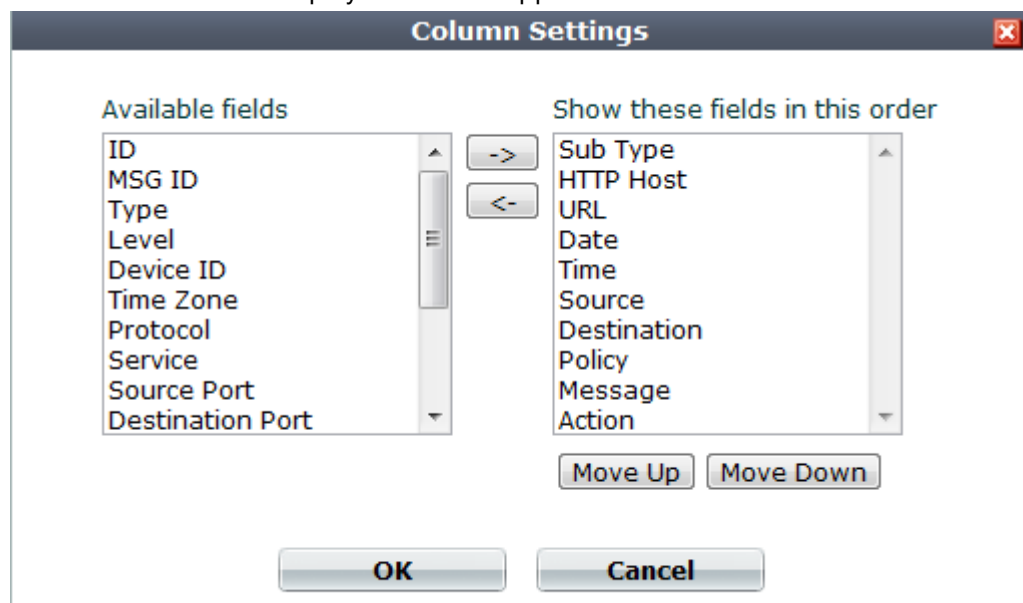 Column Settings
Available fields
ID
MSG ID
Type
Level
Device ID
Time Zone
Protocol
Service
Source Port
Destination Port
->
<-
Show these fields in this order
Sub Type
HTTP Host
URL
Date
Time
Source
Destination
Policy
Message
Action
Move Up
Move Down
OK
Cancel